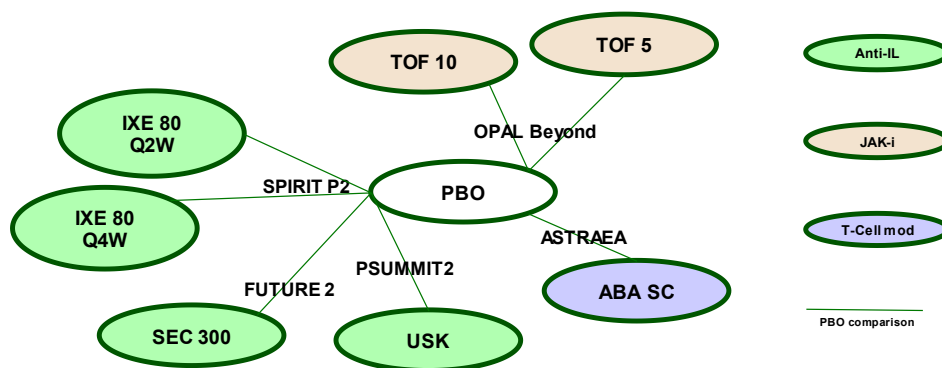 TOF 10
TOF 5
Anti-IL
IXE 80
Q2W
OPAL Beyond
JAK-i
SPIRIT P2
PBO
IXE 80
Q4W
ASTRAEA
T-Cell mod
PSUMMIT2
FUTURE 2
ABA SC
SEC 300
USK
PBO comparison